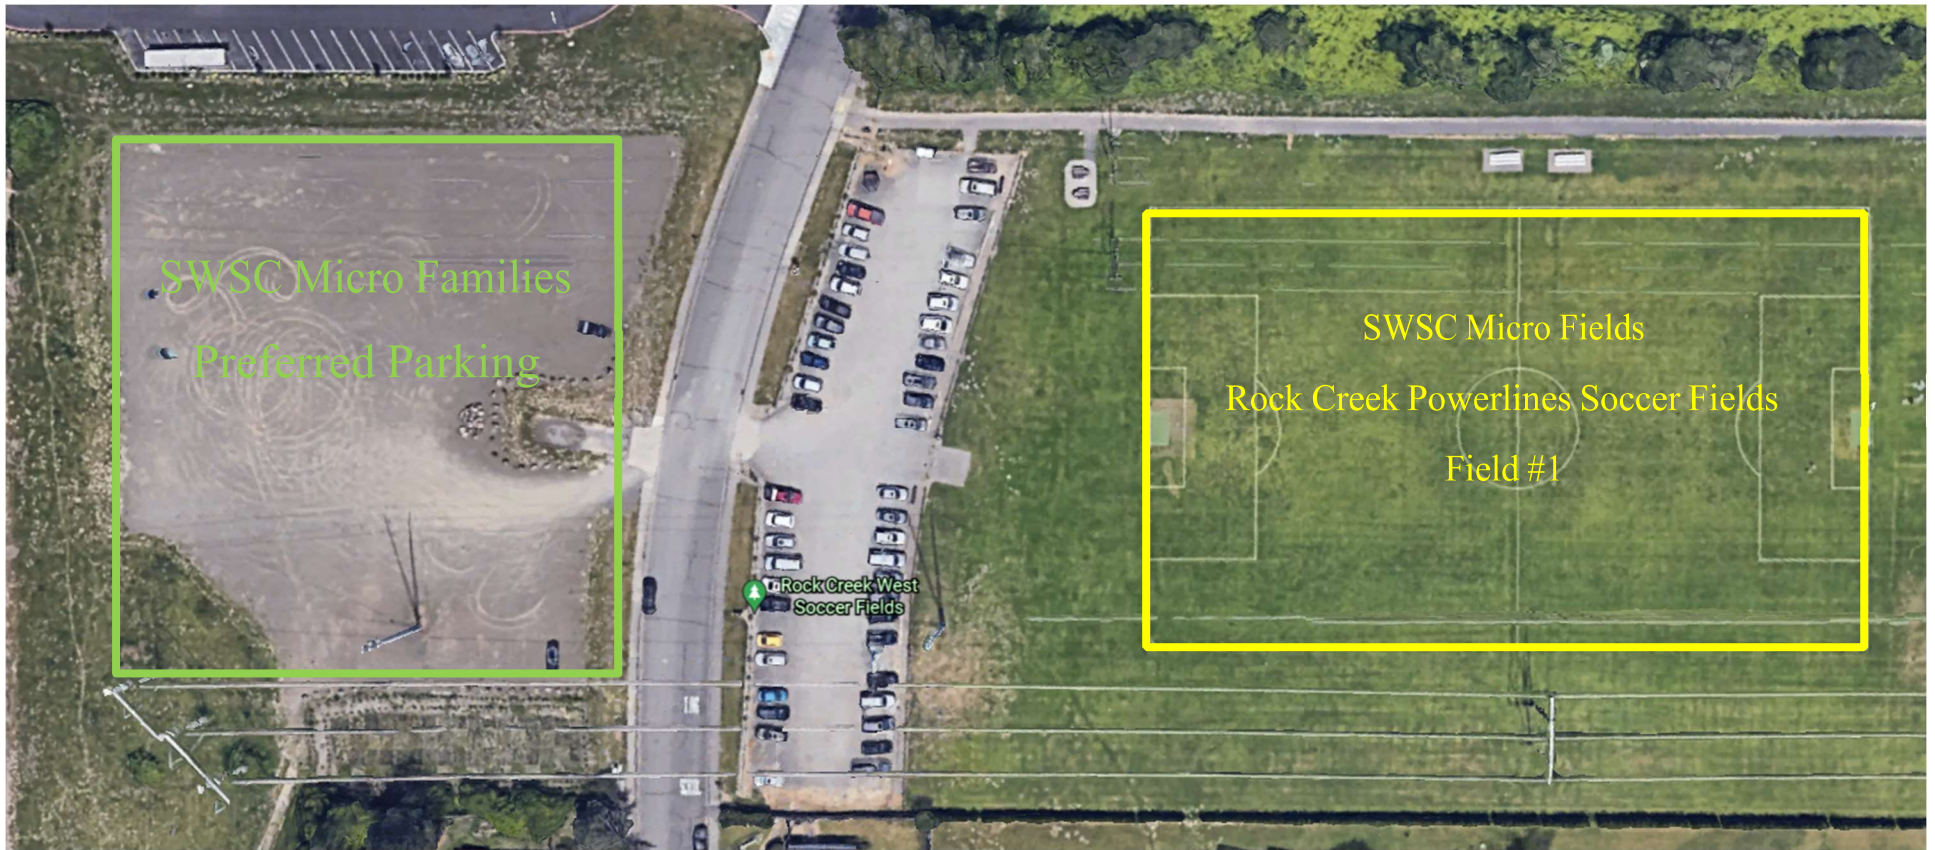 SWSC Micro Families
Preferred Parking
SWSC Micro Fields
Rock Creek Powerlines Soccer Fields
Field #1
Rock Creek West
Soccer Fields